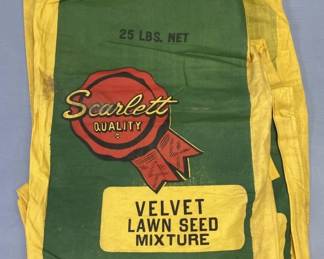 25 LBS. NET
Scarlett
QUALITY
VELVET
LAWN SEED
MIXTURE